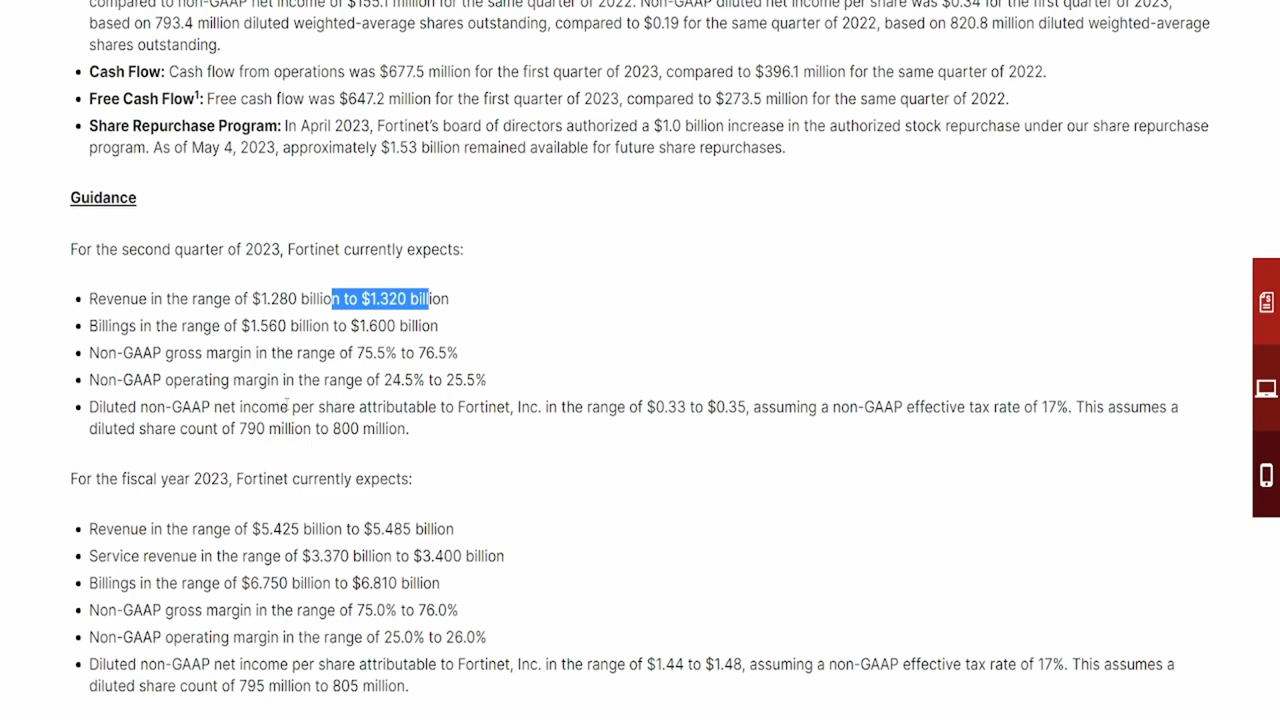 compared to non-GAAP net income of $155.1 million for the same quarter of 2022. Non-GAAP diluted net income per share was $0.34 for the first quarter of 2023,
based on 793.4 million diluted weighted-average shares outstanding, compared to $0.19 for the same quarter of 2022, based on 820.8 million diluted weighted-average
shares outstanding.
• Cash Flow: Cash flow from operations was $677.5 million for the first quarter of 2023, compared to $396.1 million for the same quarter of 2022.
• Free Cash Flow¹: Free cash flow was $647.2 million for the first quarter of 2023, compared to $273.5 million for the same quarter of 2022.
• Share Repurchase Program: In April 2023, Fortinet’s board of directors authorized a $1.0 billion increase in the authorized stock repurchase under our share repurchase
program. As of May 4, 2023, approximately $1.53 billion remained available for future share repurchases.
Guidance
For the second quarter of 2023, Fortinet currently expects:
• Revenue in the range of $1.280 billion to $1.320 billion
• Billings in the range of $1.560 billion to $1.600 billion
• Non-GAAP gross margin in the range of 75.5% to 76.5%
• Non-GAAP operating margin in the range of 24.5% to 25.5%
• Diluted non-GAAP net income per share attributable to Fortinet, Inc. in the range of $0.33 to $0.35, assuming a non-GAAP effective tax rate of 17%. This assumes a
diluted share count of 790 million to 800 million.
For the fiscal year 2023, Fortinet currently expects:
• Revenue in the range of $5.425 billion to $5.485 billion
• Service revenue in the range of $3.370 billion to $3.400 billion
• Billings in the range of $6.750 billion to $6.810 billion
• Non-GAAP gross margin in the range of 75.0% to 76.0%
• Non-GAAP operating margin in the range of 25.0% to 26.0%
• Diluted non-GAAP net income per share attributable to Fortinet, Inc. in the range of $1.44 to $1.48, assuming a non-GAAP effective tax rate of 17%. This assumes a
diluted share count of 795 million to 805 million.